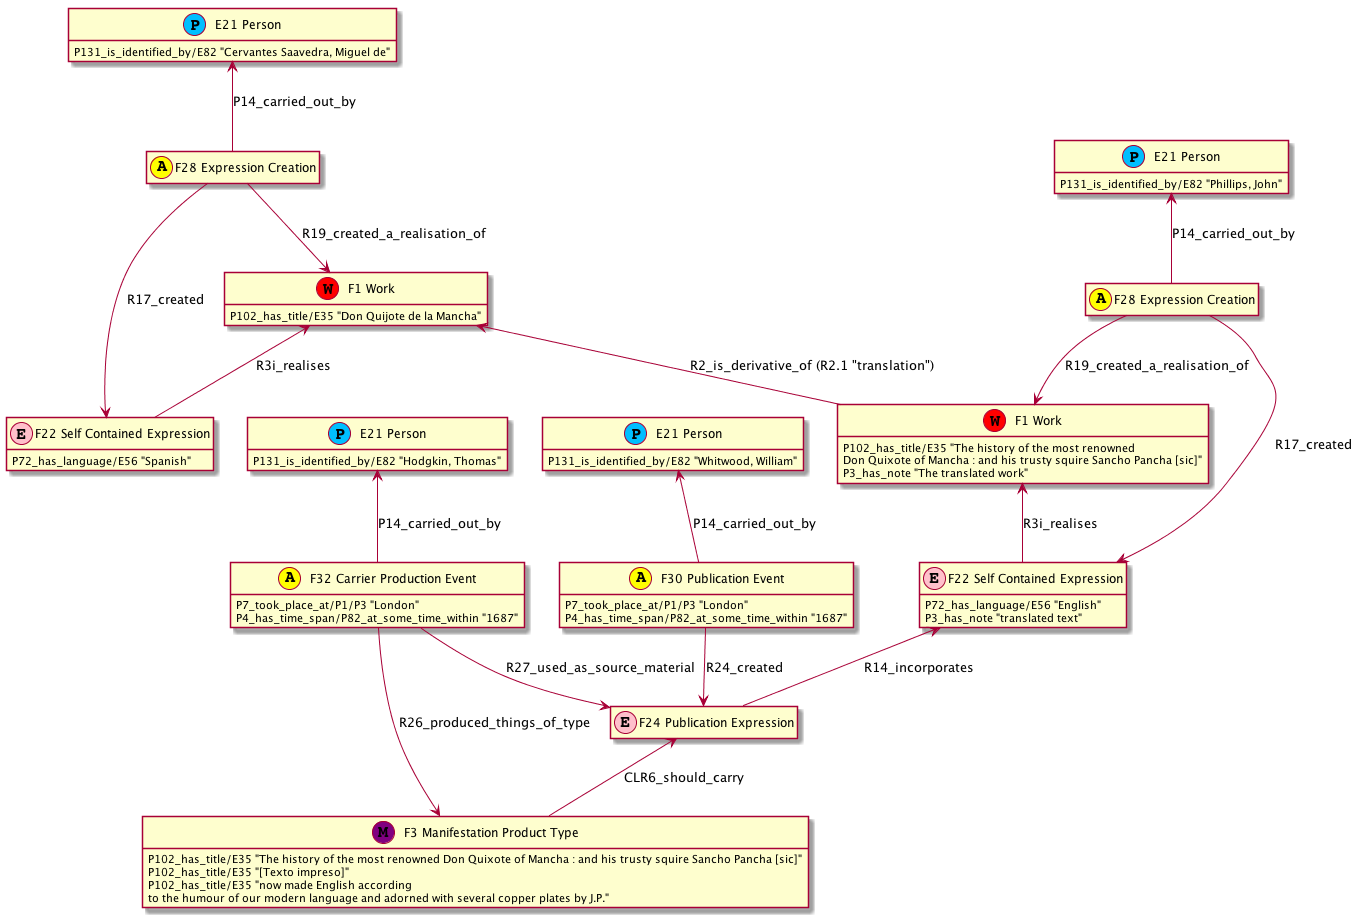 P E21 Person
P131_is_identified_by/E82 "Cervantes Saavedra, Miguel de"
P14_carried_out_by
A F28 Expression Creation
P E21 Person
P131_is_identified_by/E82 "Phillips, John"
R19_created_a_realisation_of
P14_carried_out_by
R17_created
W F1 Work
P102_has_title/E35 "Don Quijote de la Mancha"
A F28 Expression Creation
R3i_realises
R2_is_derivative_of (R2.1 "translation")
R19_created_a_realisation_of
R17_created
E F22 Self Contained Expression
P72_has_language/E56 "Spanish"
P E21 Person
P131_is_identified_by/E82 "Hodgkin, Thomas"
P E21 Person
P131_is_identified_by/E82 "Whitwood, William"
W F1 Work
P102_has_title/E35 "The history of the most renowned
Don Quixote of Mancha : and his trusty squire Sancho Pancha [sic]"
P3_has_note "The translated work"
P14_carried_out_by
P14_carried_out_by
R3i_realises
A F32 Carrier Production Event
P7_took_place_at/P1/P3 "London"
P4_has_time_span/P82_at_some_time_within "1687"
A F30 Publication Event
P7_took_place_at/P1/P3 "London"
P4_has_time_span/P82_at_some_time_within "1687"
E F22 Self Contained Expression
P72_has_language/E56 "English"
P3_has_note "translated text"
R27_used_as_source_material
R24_created
R14_incorporates
R26_produced_things_of_type
E F24 Publication Expression
CLR6_should_carry
M F3 Manifestation Product Type
P102_has_title/E35 "The history of the most renowned Don Quixote of Mancha : and his trusty squire Sancho Pancha [sic]"
P102_has_title/E35 "[Texto impreso]"
P102_has_title/E35 "now made English according
to the humour of our modern language and adorned with several copper plates by J.P."